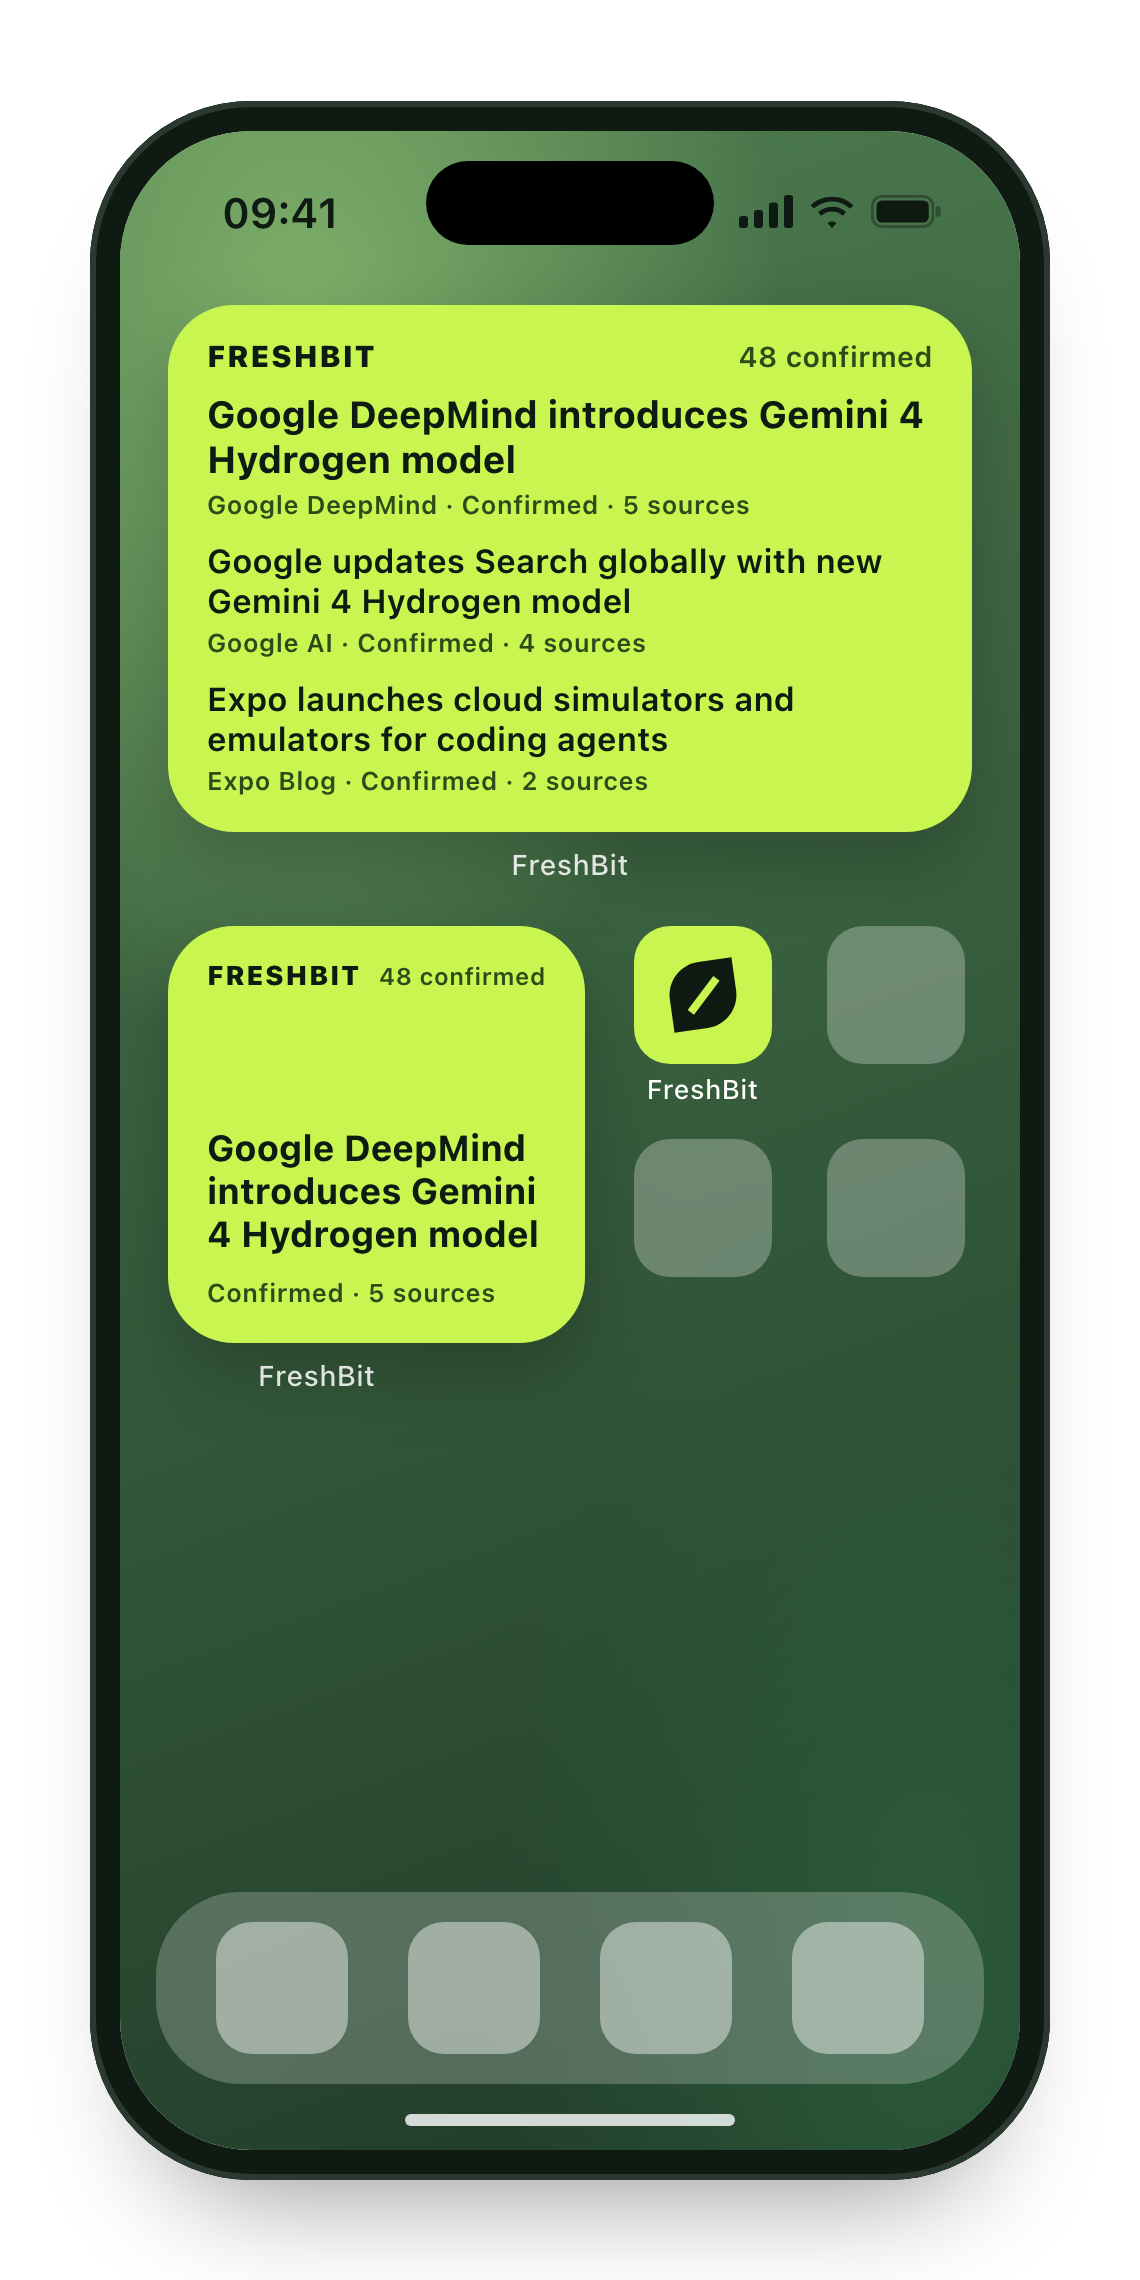 09:41
FRESHBIT 48 confirmed
Google DeepMind introduces Gemini 4
Hydrogen model
Google DeepMind · Confirmed · 5 sources
Google updates Search globally with new
Gemini 4 Hydrogen model
Google AI · Confirmed · 4 sources
Expo launches cloud simulators and
emulators for coding agents
Expo Blog · Confirmed · 2 sources
FreshBit
FRESHBIT 48 confirmed
Google DeepMind
introduces Gemini
4 Hydrogen model
Confirmed · 5 sources
FreshBit
FreshBit